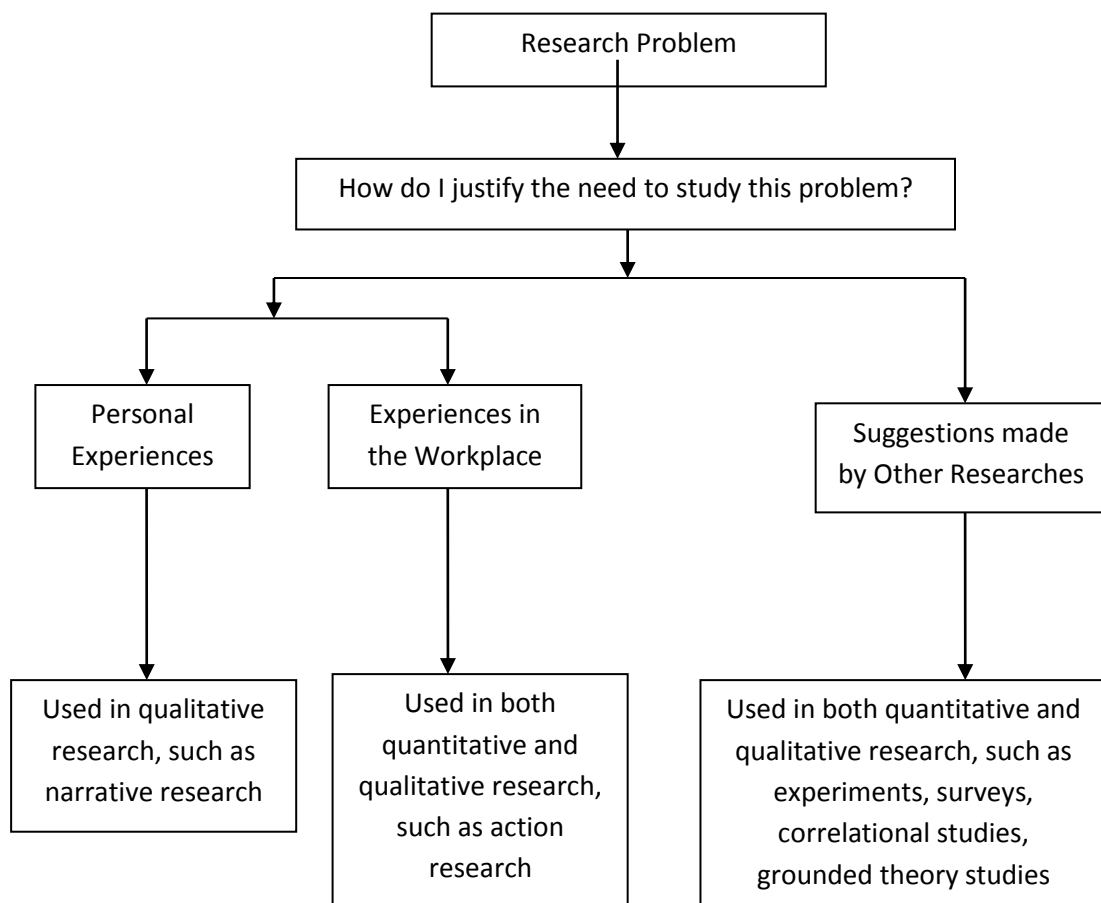 Research Problem
How do I justify the need to study this problem?
Personal
Experiences
Experiences in
the Workplace
Suggestions made
by Other Researches
Used in qualitative
research, such as
narrative research
Used in both
quantitative and
qualitative research,
such as action
research
Used in both quantitative and
qualitative research, such as
experiments, surveys,
correlational studies,
grounded theory studies